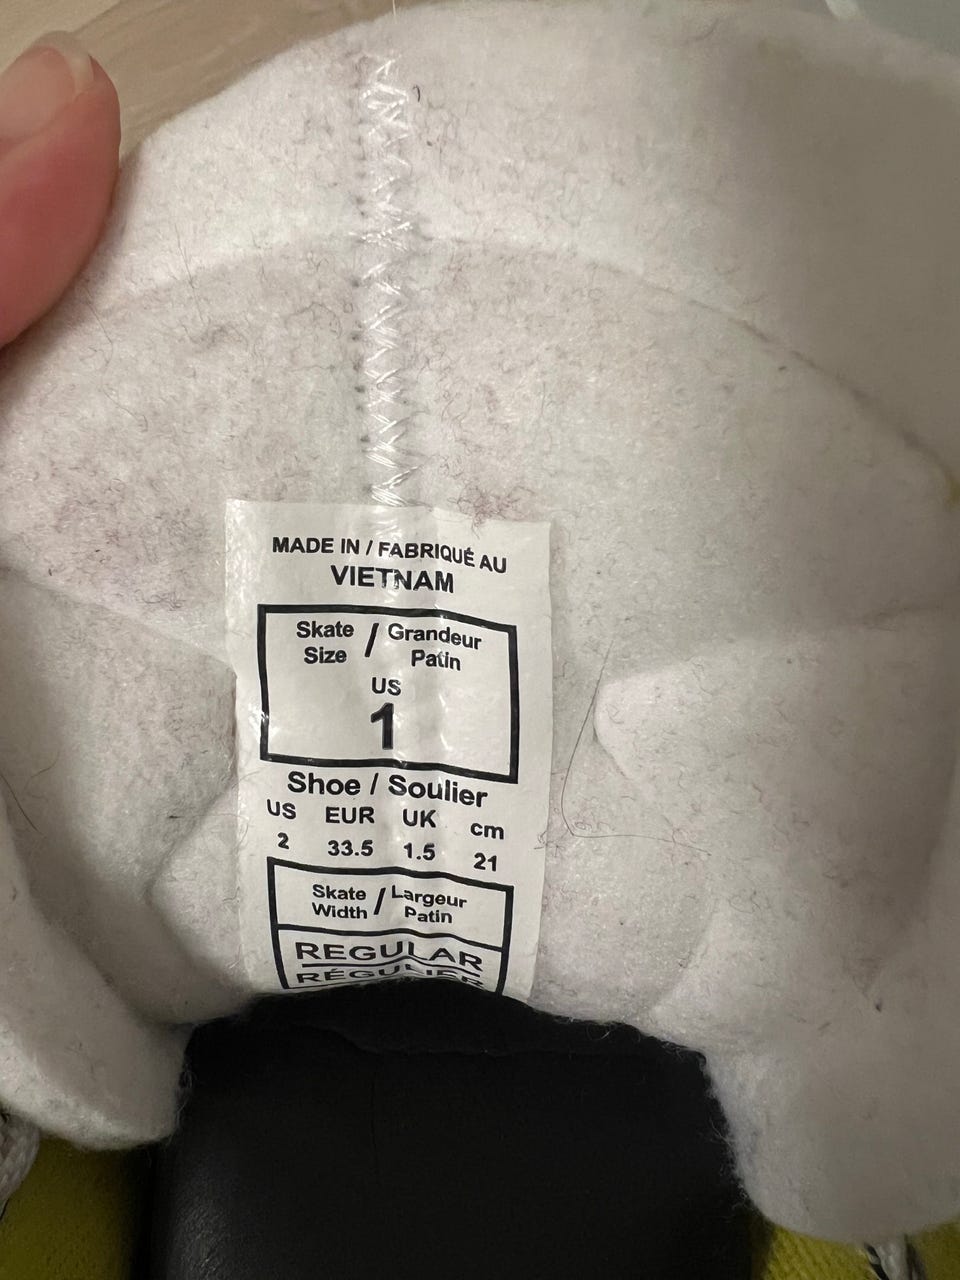 MADE IN / FABRIQUÉ AU
VIETNAM
Skate / Grandeur
Size Patin
US
1
Shoe / Soulier
US EUR UK cm
2 33.5 1.5 21
Skate / Largeur
Width Patin
REGULAR
RÉGULIER